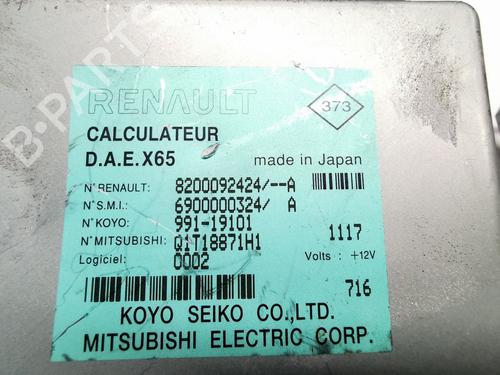 B-PARTS
RENAULT
373
CALCULATEUR
D.A.E.X65
made in Japan
N° RENAULT: 8200092424/--A
N° S.M.I.: 6900000324/ A
N° KOYO: 991-19101
N° MITSUBISHI: Q1T18871H1 1117
Logiciel: 0002 Volts : +12V
716
KOYO SEIKO CO.,LTD.
MITSUBISHI ELECTRIC CORP.